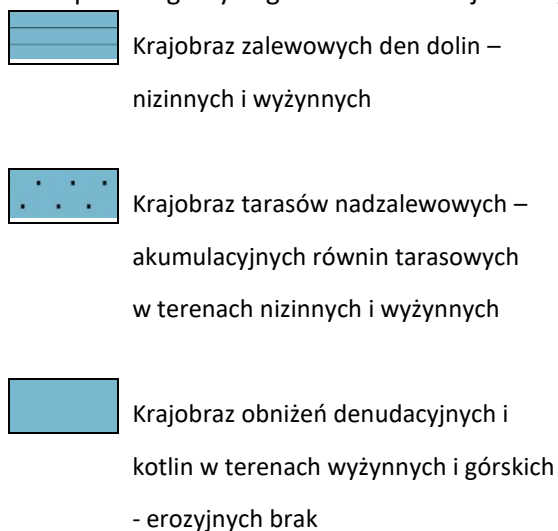 Krajobraz zalewowych den dolin –
nizinnych i wyżynnych
Krajobraz tarasów nadzalewowych –
akumulacyjnych równin tarasowych
w terenach nizinnych i wyżynnych
Krajobraz obniżeń denudacyjnych i
kotlin w terenach wyżynnych i górskich
- erozyjnych brak